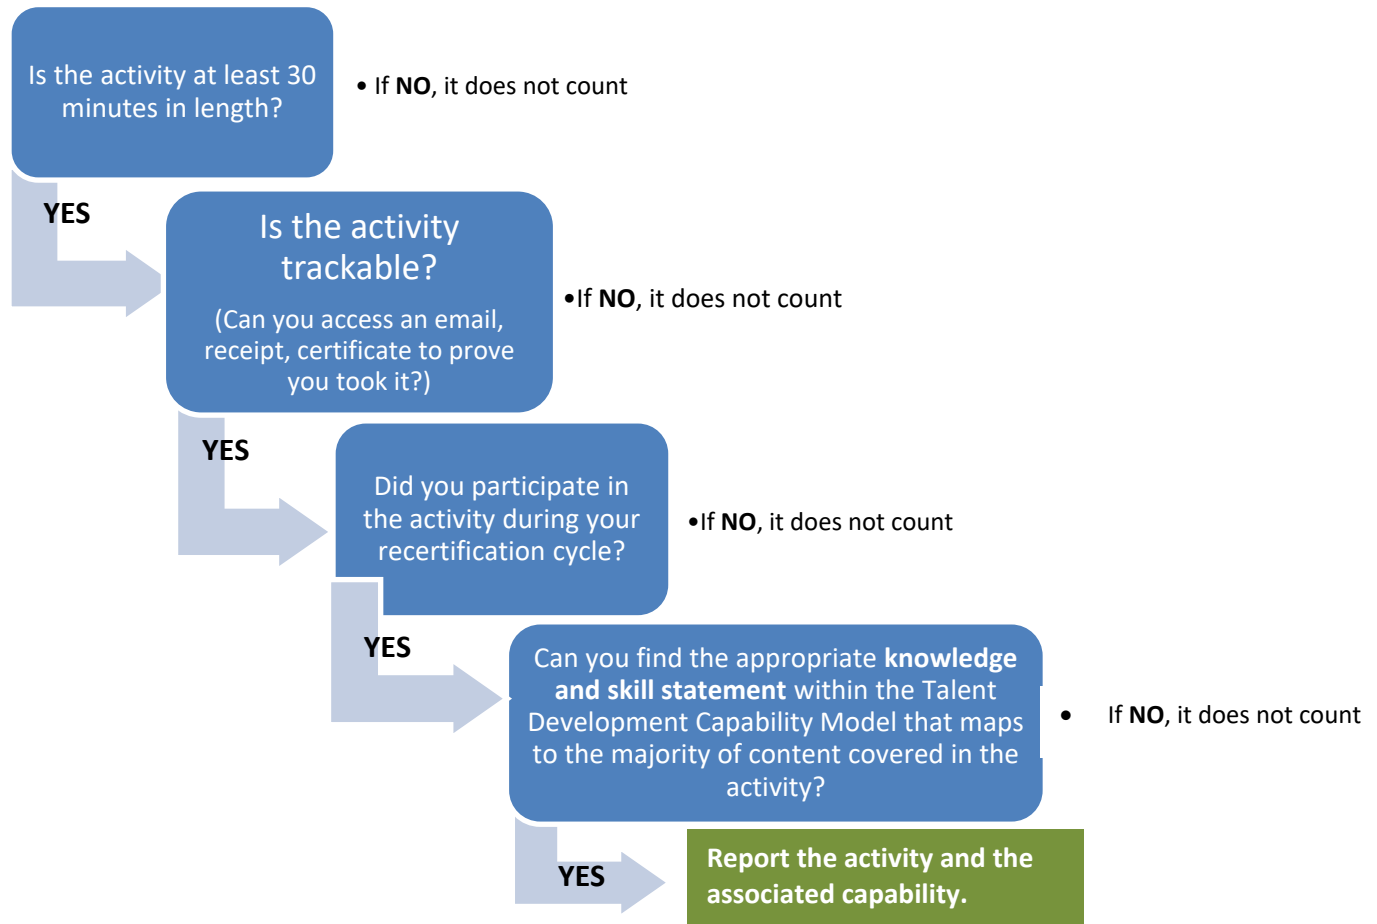 Is the activity at least 30
minutes in length?
• If NO, it does not count
YES
Is the activity
trackable?
(Can you access an email,
receipt, certificate to prove
you took it?)
•If NO, it does not count
YES
Did you participate in
the activity during your
recertification cycle?
•If NO, it does not count
YES
Can you find the appropriate knowledge
and skill statement within the Talent
Development Capability Model that maps
to the majority of content covered in the
activity?
• If NO, it does not count
YES
Report the activity and the
associated capability.